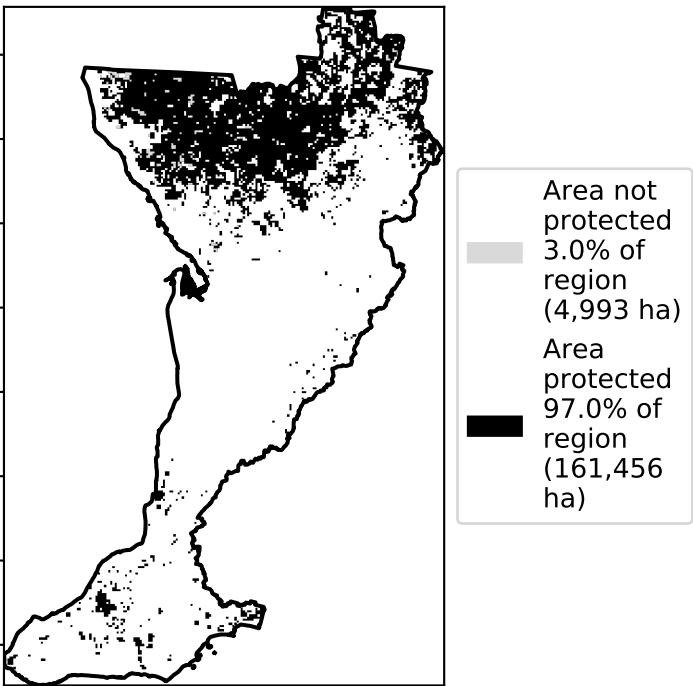 Area not
protected
3.0% of
region
(4,993 ha)
Area
protected
97.0% of
region
(161,456
ha)